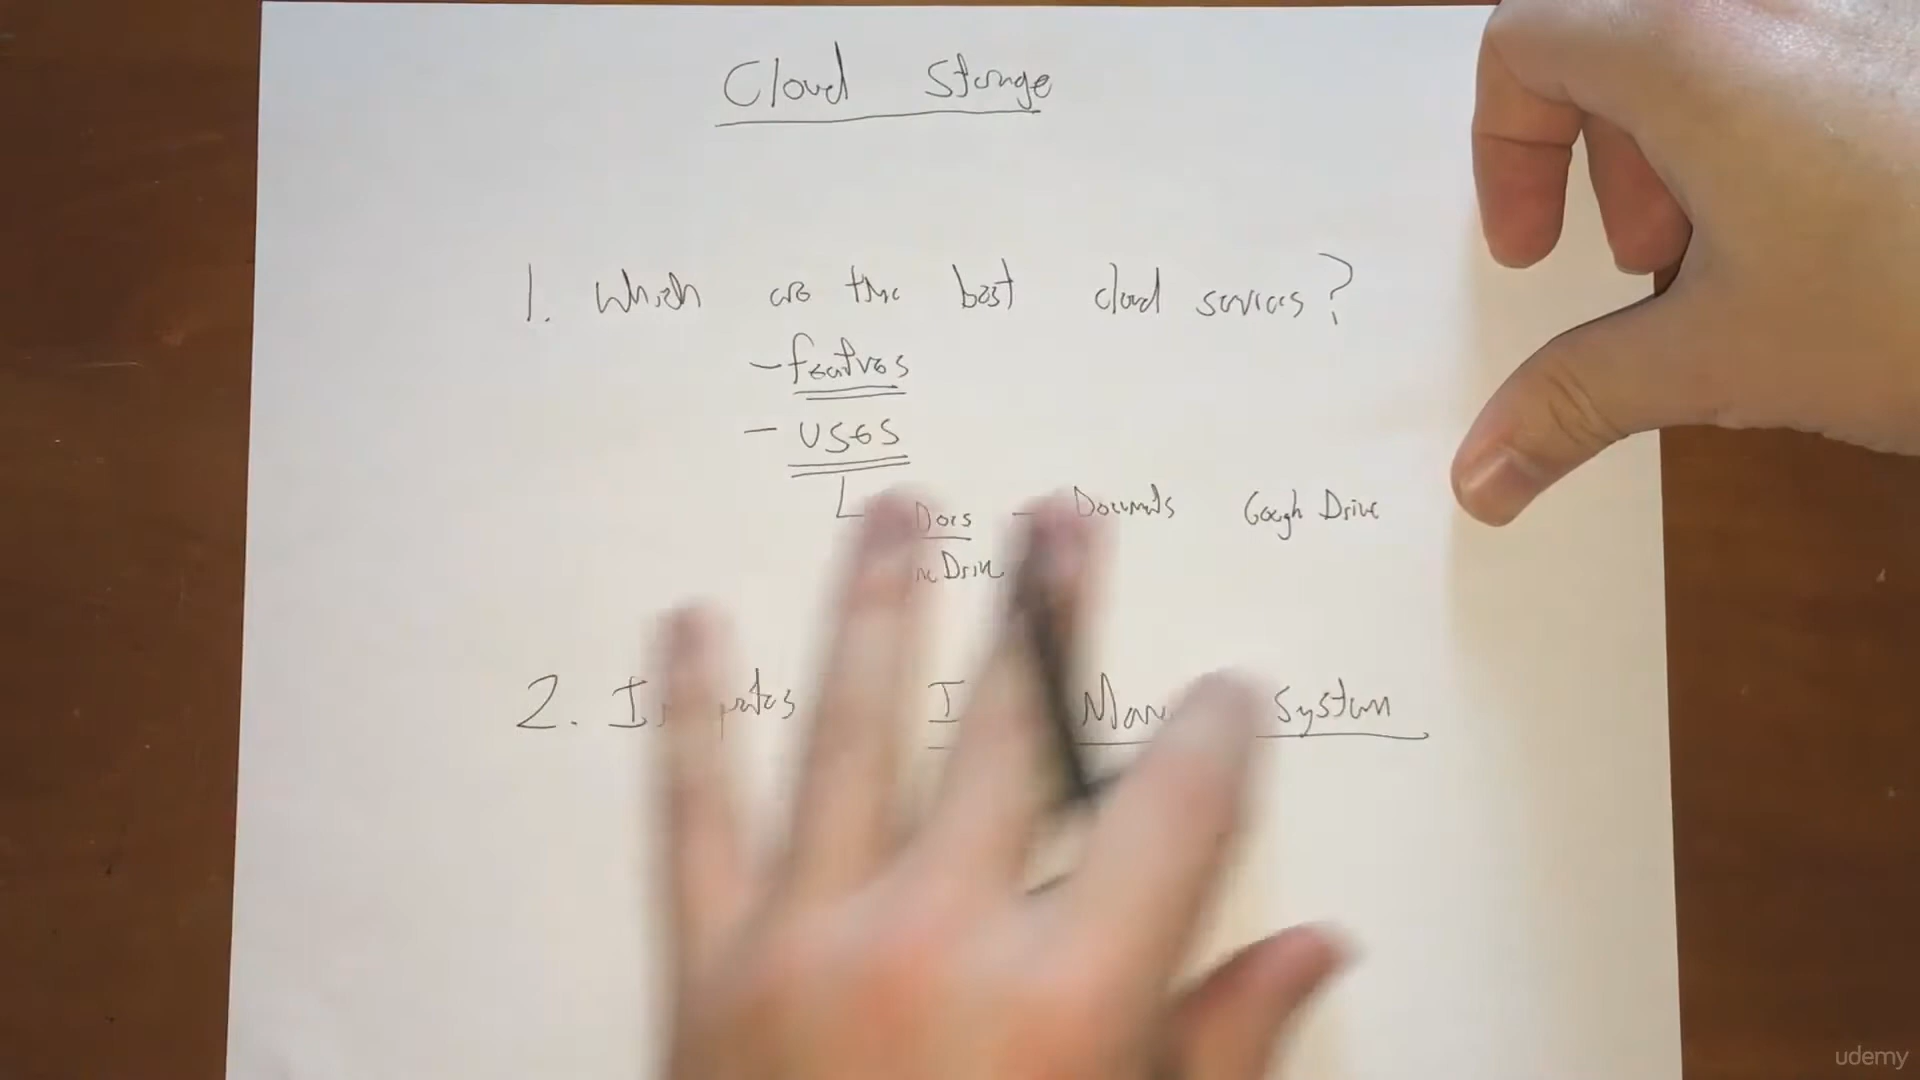 Cloud Storage
1. Which are the best cloud services?
- features
- uses
Docs - Documents Google Drive
Drive
2. System
udemy